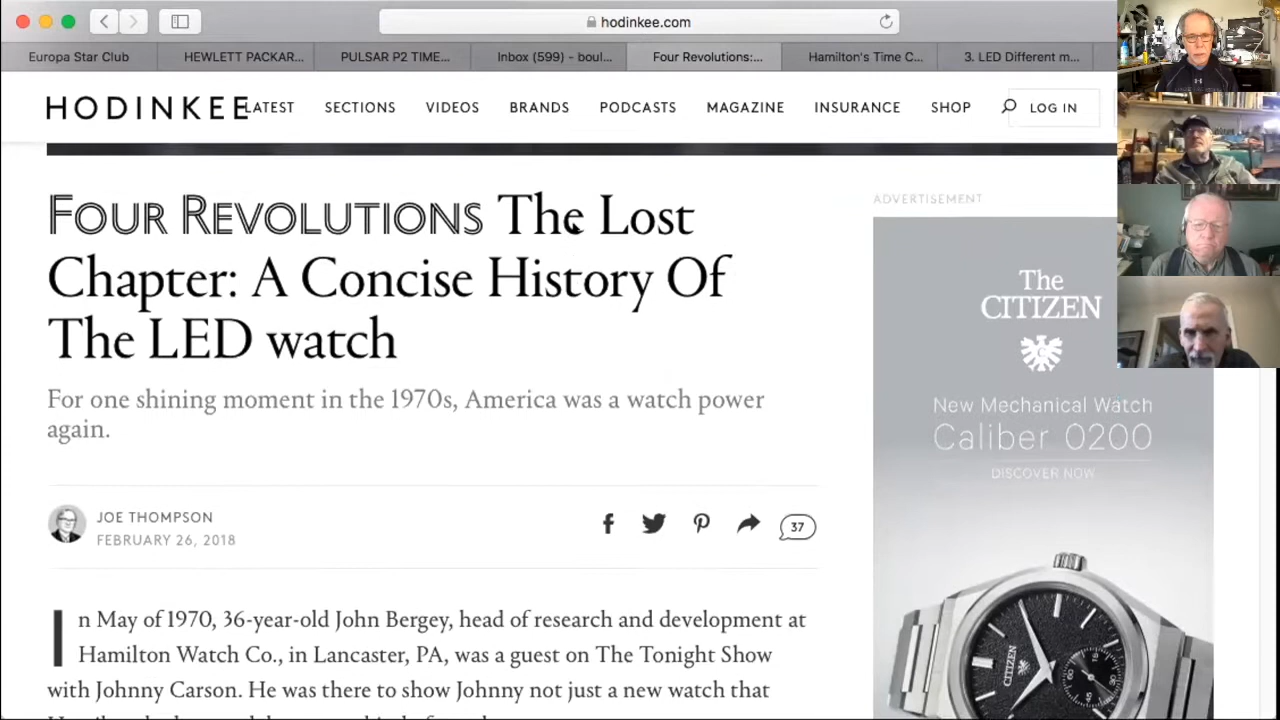 hodinkee.com
Europa Star Club
HEWLETT PACKAR...
PULSAR P2 TIME...
Inbox (599) - boul...
Four Revolutions:...
Hamilton's Time C...
3. LED Different m...
HODINKEE
LATEST
SECTIONS
VIDEOS
BRANDS
PODCASTS
MAGAZINE
INSURANCE
SHOP
LOG IN
FOUR REVOLUTIONS The Lost
Chapter: A Concise History Of
The LED watch
For one shining moment in the 1970s, America was a watch power
again.
JOE THOMPSON
FEBRUARY 26, 2018
37
In May of 1970, 36-year-old John Bergey, head of research and development at
Hamilton Watch Co., in Lancaster, PA, was a guest on The Tonight Show
with Johnny Carson. He was there to show Johnny not just a new watch that
ADVERTISEMENT
The
CITIZEN
New Mechanical Watch
Caliber 0200
DISCOVER NOW
CITIZEN
60
15
30